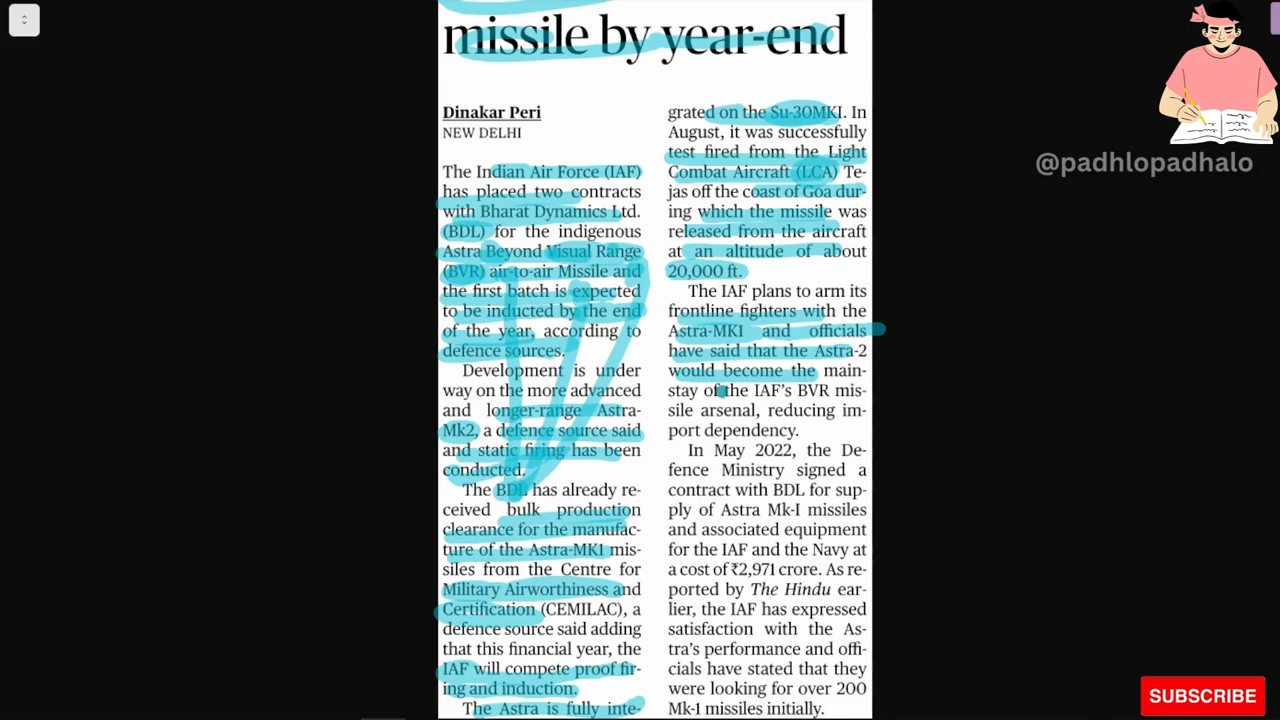 missile by year-end
Dinakar Peri
NEW DELHI
The Indian Air Force (IAF)
has placed two contracts
with Bharat Dynamics Ltd.
(BDL) for the indigenous
Astra Beyond Visual Range
(BVR) air-to-air Missile and
the first batch is expected
to be inducted by the end
of the year, according to
defence sources.
Development is under
way on the more advanced
and longer-range Astra-
Mk2, a defence source said
and static firing has been
conducted.
The BDL has already re-
ceived bulk production
clearance for the manufac-
ture of the Astra-MK1 mis-
siles from the Centre for
Military Airworthiness and
Certification (CEMILAC), a
defence source said adding
that this financial year, the
IAF will compete proof fir-
ing and induction.
The Astra is fully inte-
grated on the Su-30MKI. In
August, it was successfully
test fired from the Light
Combat Aircraft (LCA) Te-
jas off the coast of Goa dur-
ing which the missile was
released from the aircraft
at an altitude of about
20,000 ft.
The IAF plans to arm its
frontline fighters with the
Astra-MK1 and officials
have said that the Astra-2
would become the main-
stay of the IAF's BVR mis-
sile arsenal, reducing im-
port dependency.
In May 2022, the De-
fence Ministry signed a
contract with BDL for sup-
ply of Astra Mk-I missiles
and associated equipment
for the IAF and the Navy at
a cost of ₹2,971 crore. As re-
ported by The Hindu ear-
lier, the IAF has expressed
satisfaction with the As-
tra's performance and offi-
cials have stated that they
were looking for over 200
Mk-1 missiles initially.
@padhlopadhalo
SUBSCRIBE